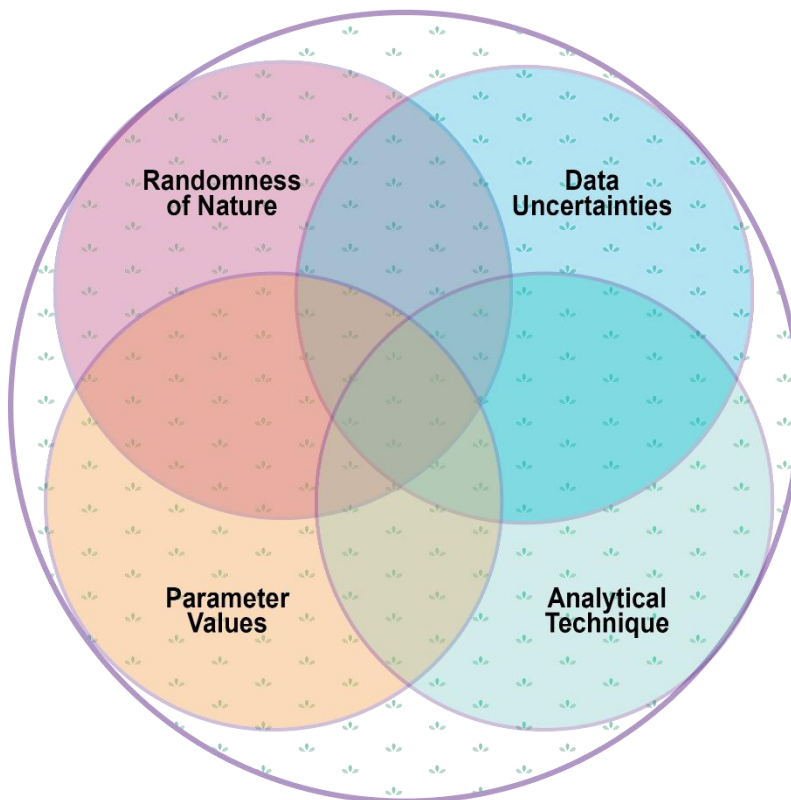 Randomness
of Nature
Data
Uncertainties
Parameter
Values
Analytical
Technique